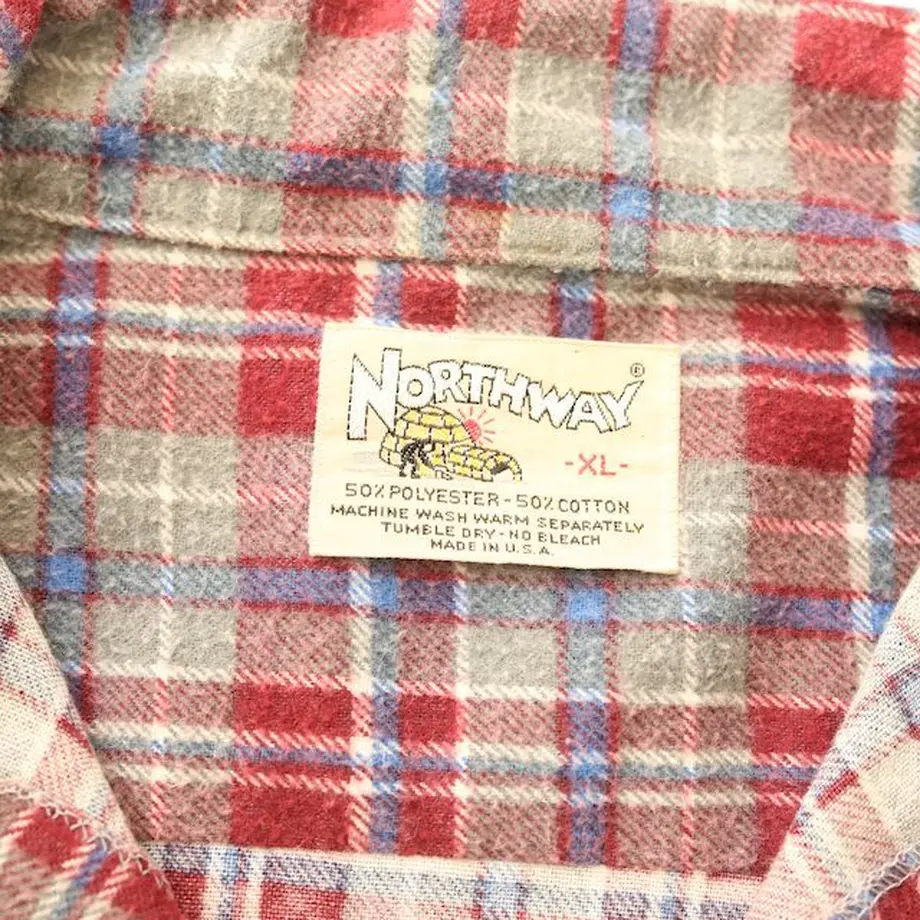 NORTHWAY ®
-XL-
50% POLYESTER - 50% COTTON
MACHINE WASH WARM SEPARATELY
TUMBLE DRY - NO BLEACH
MADE IN U.S.A.